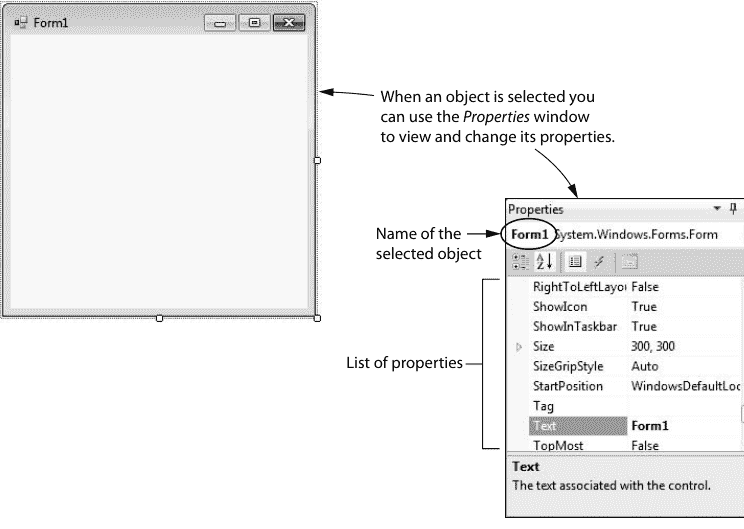 Form1
When an object is selected you
can use the Properties window
to view and change its properties.
Properties
Name of the
selected object
Form1 System.Windows.Forms.Form
List of properties
RightToLeftLayou False
ShowIcon True
ShowInTaskbar True
Size 300, 300
SizeGripStyle Auto
StartPosition WindowsDefaultLoc
Tag
Text Form1
TopMost False
Text
The text associated with the control.